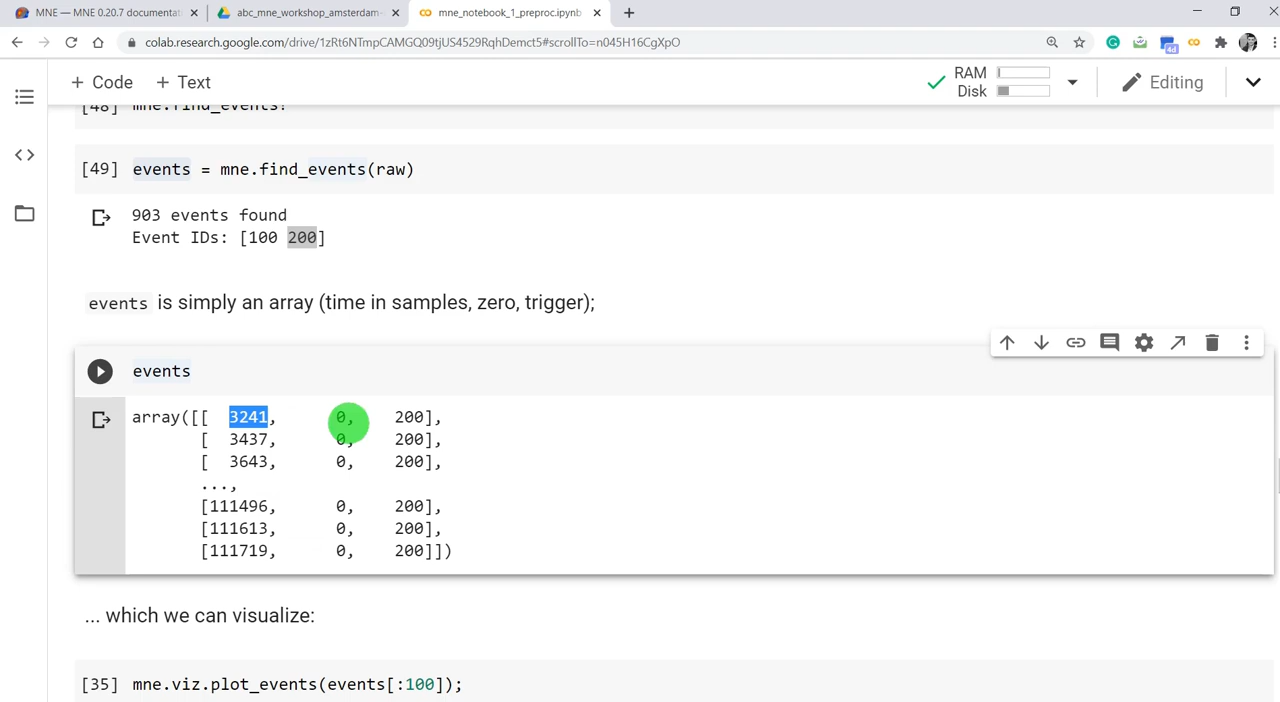 MNE — MNE 0.20.7 documentat
abc_mne_workshop_amsterdam-
mne_notebook_1_preproc.ipynb
colab.research.google.com/drive/1zRt6NTmpCAMGQ09tjUS4529RqhDemct5#scrollTo=n045H16CgXpO
4d
+ Code + Text
RAM
Disk
Editing
[48] mne.find_events?
[49] events = mne.find_events(raw)
903 events found
Event IDs: [100 200]
events is simply an array (time in samples, zero, trigger);
events
array([[ 3241, 0, 200],
[ 3437, 0, 200],
[ 3643, 0, 200],
...,
[111496, 0, 200],
[111613, 0, 200],
[111719, 0, 200]])
... which we can visualize:
[35] mne.viz.plot_events(events[:100]);